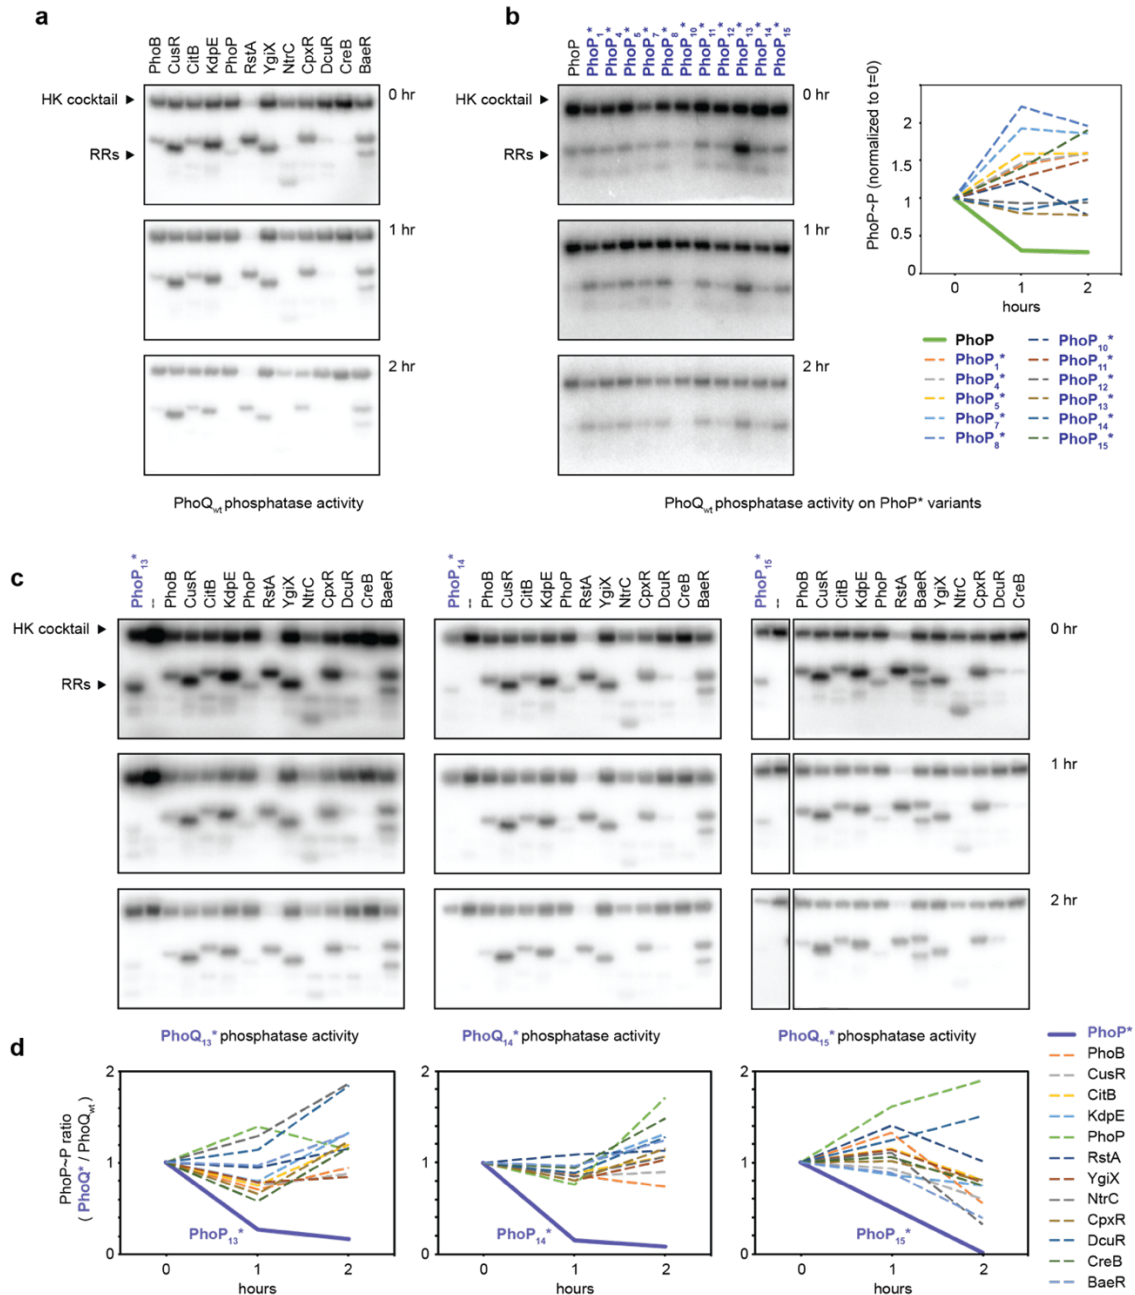 a
PhoB CusR CitB KdpE PhoP RstA YgiX NtrC CpxR DcuR CreB BaeR
HK cocktail
0 hr
RRs
1 hr
2 hr
PhoQwt phosphatase activity
b
PhoP PhoP1* PhoP4* PhoP5* PhoP7* PhoP8* PhoP10* PhoP11* PhoP12* PhoP13* PhoP14* PhoP15*
HK cocktail
0 hr
RRs
1 hr
2 hr
PhoQwt phosphatase activity on PhoP* variants
PhoP~P (normalized to t=0)
2
1.5
1
0.5
0
0 1 2
hours
PhoP PhoP10*
PhoP1* PhoP11*
PhoP4* PhoP12*
PhoP5* PhoP13*
PhoP7* PhoP14*
PhoP8* PhoP15*
c
PhoP13* -- PhoB CusR CitB KdpE PhoP RstA YgiX NtrC CpxR DcuR CreB BaeR
PhoP14* -- PhoB CusR CitB KdpE PhoP RstA YgiX NtrC CpxR DcuR CreB BaeR
PhoP15* -- PhoB CusR CitB KdpE PhoP RstA BaeR YgiX NtrC CpxR DcuR CreB
HK cocktail
0 hr
RRs
1 hr
2 hr
PhoQ13* phosphatase activity
PhoQ14* phosphatase activity
PhoQ15* phosphatase activity
d
PhoP~P ratio
( PhoQ* / PhoQwt)
2
1
0
PhoP13*
0 1 2
hours
2
1
0
PhoP14*
0 1 2
hours
2
1
0
PhoP15*
0 1 2
hours
PhoP*
PhoB
CusR
CitB
KdpE
PhoP
RstA
YgiX
NtrC
CpxR
DcuR
CreB
BaeR